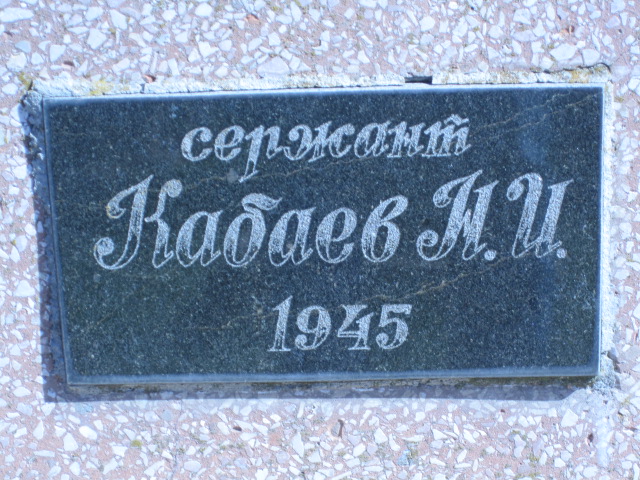 сержант
Кабаев Н. И.
1945